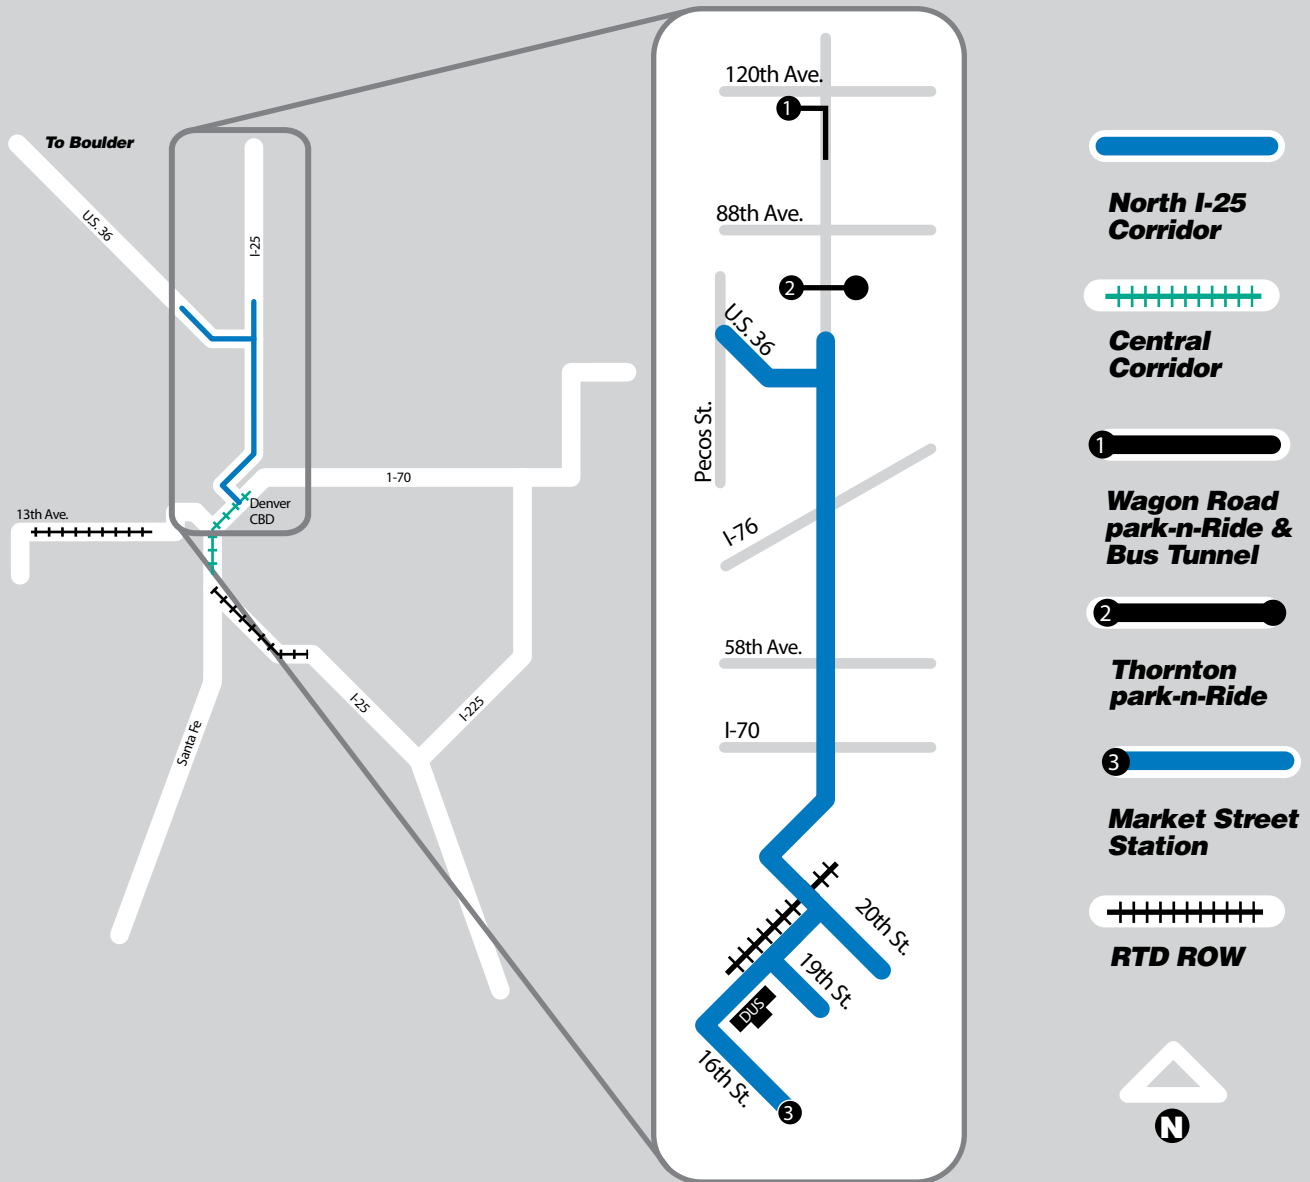 To Boulder
U.S. 36
I-25
1-70
Denver
CBD
13th Ave.
I-25
I-225
Santa Fe
120th Ave.
1
88th Ave.
2
U.S. 36
Pecos St.
I-76
58th Ave.
I-70
20th St.
19th St.
DUS
16th St.
3
North I-25
Corridor
Central
Corridor
1
Wagon Road
park-n-Ride &
Bus Tunnel
2
Thornton
park-n-Ride
3
Market Street
Station
RTD ROW
N